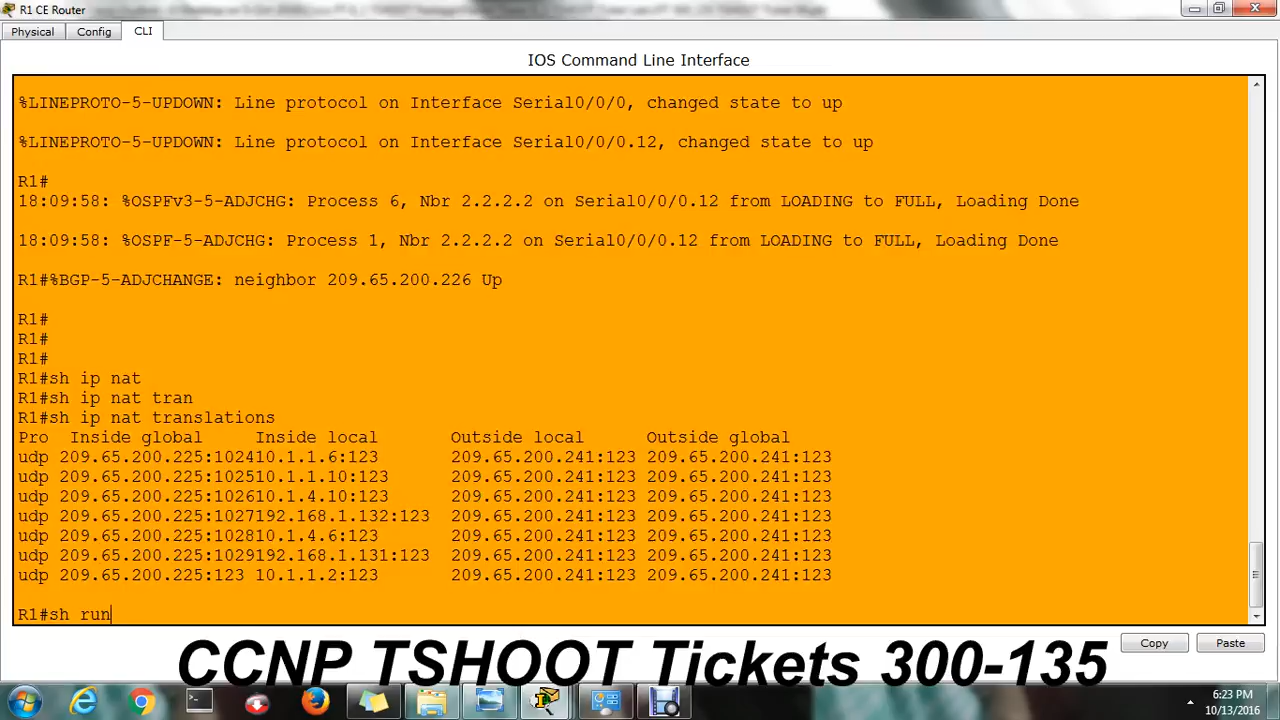 R1 CE Router
Physical Config CLI
IOS Command Line Interface
%LINEPROTO-5-UPDOWN: Line protocol on Interface Serial0/0/0, changed state to up
%LINEPROTO-5-UPDOWN: Line protocol on Interface Serial0/0/0.12, changed state to up
R1#
18:09:58: %OSPFv3-5-ADJCHG: Process 6, Nbr 2.2.2.2 on Serial0/0/0.12 from LOADING to FULL, Loading Done
18:09:58: %OSPF-5-ADJCHG: Process 1, Nbr 2.2.2.2 on Serial0/0/0.12 from LOADING to FULL, Loading Done
R1#%BGP-5-ADJCHANGE: neighbor 209.65.200.226 Up
R1#
R1#
R1#
R1#sh ip nat
R1#sh ip nat tran
R1#sh ip nat translations
Pro  Inside global     Inside local       Outside local      Outside global
udp 209.65.200.225:102410.1.1.6:123       209.65.200.241:123 209.65.200.241:123
udp 209.65.200.225:102510.1.1.10:123      209.65.200.241:123 209.65.200.241:123
udp 209.65.200.225:102610.1.4.10:123      209.65.200.241:123 209.65.200.241:123
udp 209.65.200.225:1027192.168.1.132:123  209.65.200.241:123 209.65.200.241:123
udp 209.65.200.225:102810.1.4.6:123       209.65.200.241:123 209.65.200.241:123
udp 209.65.200.225:1029192.168.1.131:123  209.65.200.241:123 209.65.200.241:123
udp 209.65.200.225:123 10.1.1.2:123       209.65.200.241:123 209.65.200.241:123
R1#sh run
Copy Paste
CCNP TSHOOT Tickets 300-135
6:23 PM
10/13/2016